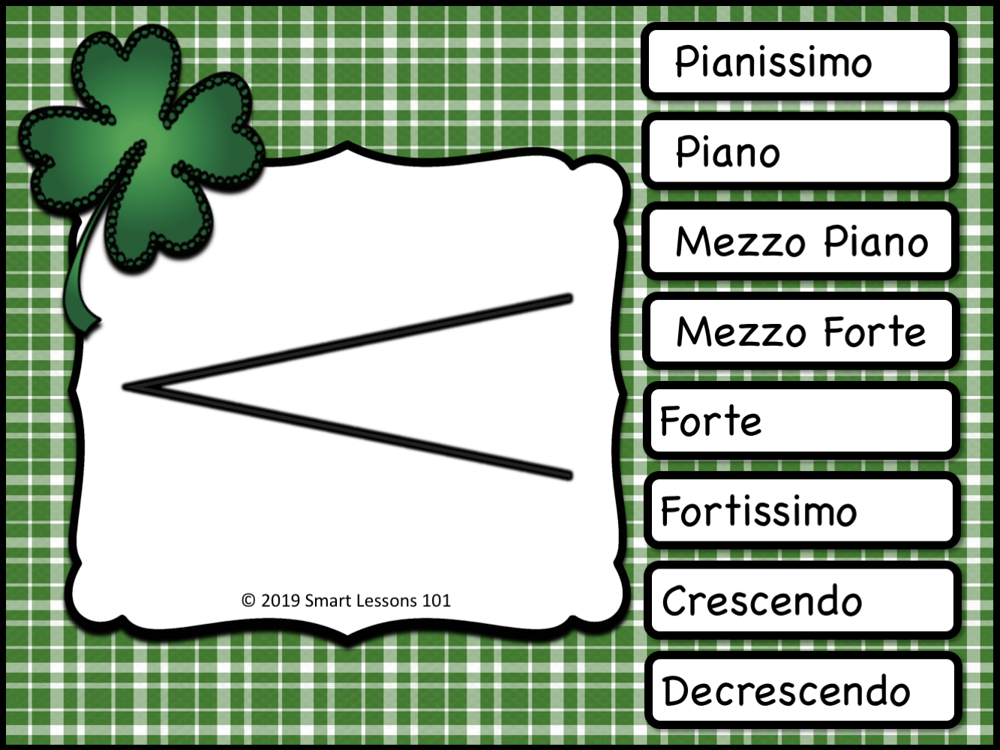 Pianissimo
Piano
Mezzo Piano
Mezzo Forte
Forte
Fortissimo
Crescendo
Decrescendo
© 2019 Smart Lessons 101